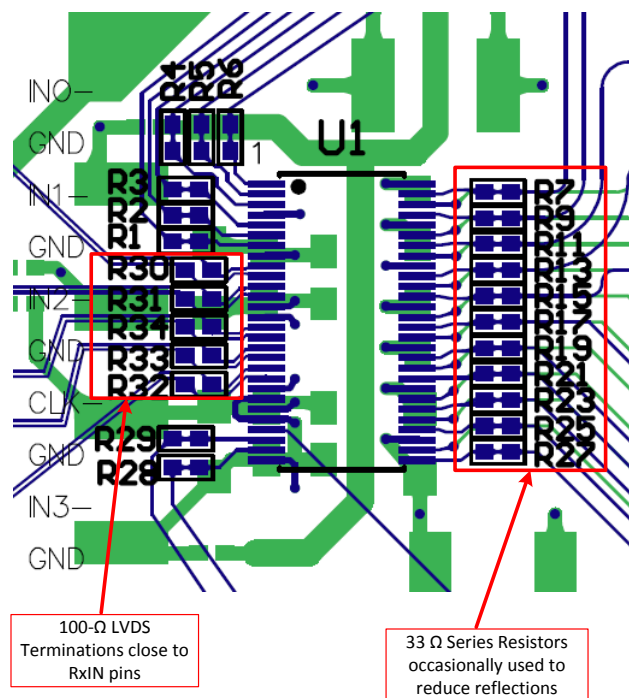 R4
R5
R6
IN0-
GND
U1
1
IN1-
R3
R2
R1
GND
R30
IN2-
R31
R34
GND
R33
R32
CLK-
R29
GND
R28
IN3-
GND
R7
R9
R11
R13
R15
R17
R19
R21
R23
R25
R27
100-Ω LVDS
Terminations close to
RxIN pins
33 Ω Series Resistors
occasionally used to
reduce reflections